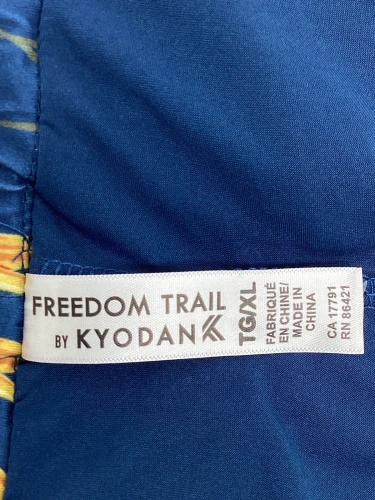 FREEDOM TRAIL
BY KYODAN
TG/XL
FABRIQUÉ
EN CHINE/
MADE IN
CHINA
CA 17791
RN 86421